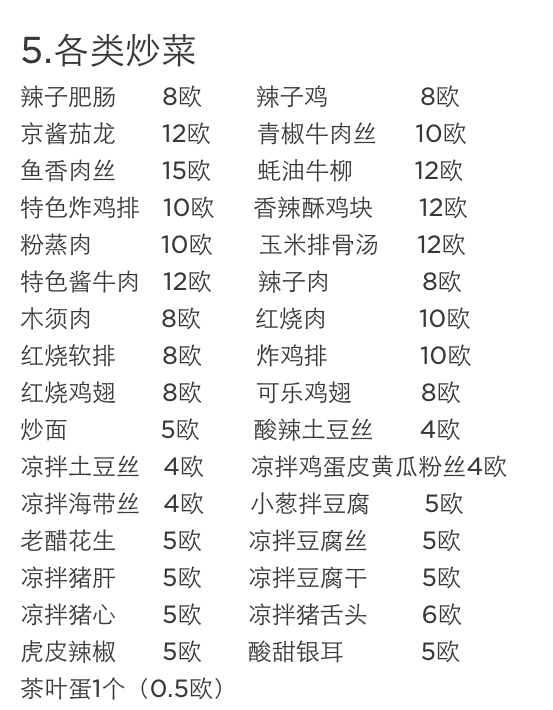 5.各类炒菜
辣子肥肠 8欧 辣子鸡 8欧
京酱茄龙 12欧 青椒牛肉丝 10欧
鱼香肉丝 15欧 蚝油牛柳 12欧
特色炸鸡排 10欧 香辣酥鸡块 12欧
粉蒸肉 10欧 玉米排骨汤 12欧
特色酱牛肉 12欧 辣子肉 8欧
木须肉 8欧 红烧肉 10欧
红烧软排 8欧 炸鸡排 10欧
红烧鸡翅 8欧 可乐鸡翅 8欧
炒面 5欧 酸辣土豆丝 4欧
凉拌土豆丝 4欧 凉拌鸡蛋皮黄瓜粉丝4欧
凉拌海带丝 4欧 小葱拌豆腐 5欧
老醋花生 5欧 凉拌豆腐丝 5欧
凉拌猪肝 5欧 凉拌豆腐干 5欧
凉拌猪心 5欧 凉拌猪舌头 6欧
虎皮辣椒 5欧 酸甜银耳 5欧
茶叶蛋1个（0.5欧）